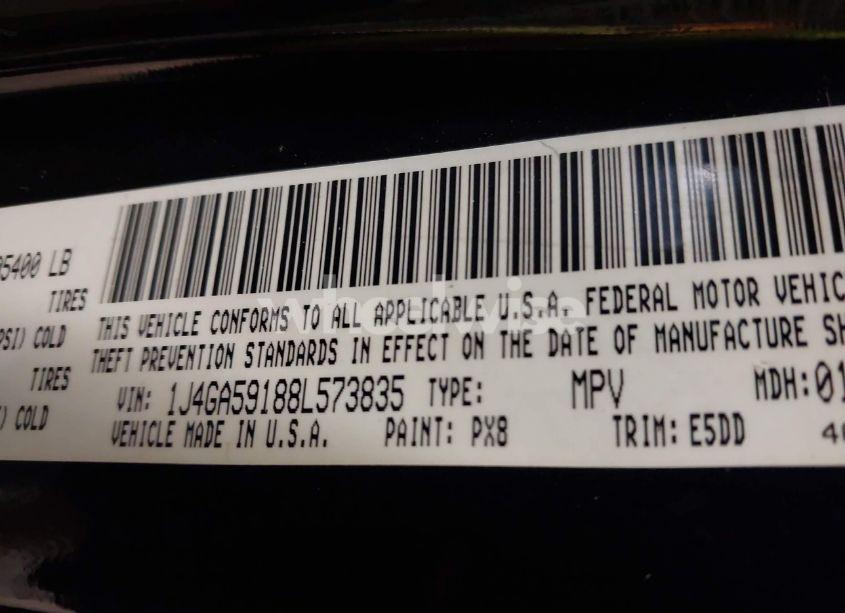 5400 LB
TIRES
PSI) COLD
TIRES
) COLD
THIS VEHICLE CONFORMS TO ALL APPLICABLE U.S.A. FEDERAL MOTOR VEHIC
THEFT PREVENTION STANDARDS IN EFFECT ON THE DATE OF MANUFACTURE SH
VIN: 1J4GA59188L573835 TYPE: MPV MDH:01
VEHICLE MADE IN U.S.A. PAINT: PX8 TRIM: E5DD
wheelwise